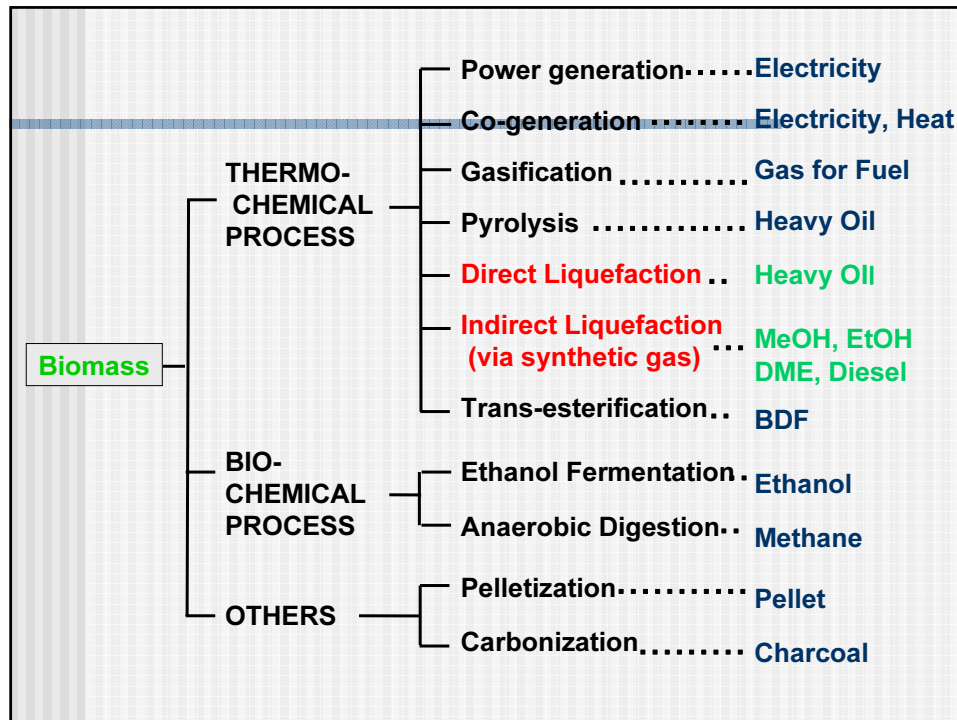 Biomass
THERMO-
CHEMICAL
PROCESS
Power generation······Electricity
Co-generation ········ Electricity, Heat
Gasification ··········· Gas for Fuel
Pyrolysis ············· Heavy Oil
Direct Liquefaction ·· Heavy OIl
Indirect Liquefaction
(via synthetic gas) ···
MeOH, EtOH
DME, Diesel
Trans-esterification·· BDF
BIO-
CHEMICAL
PROCESS
Ethanol Fermentation·· Ethanol
Anaerobic Digestion·· Methane
OTHERS
Pelletization ··········· Pellet
Carbonization ········· Charcoal